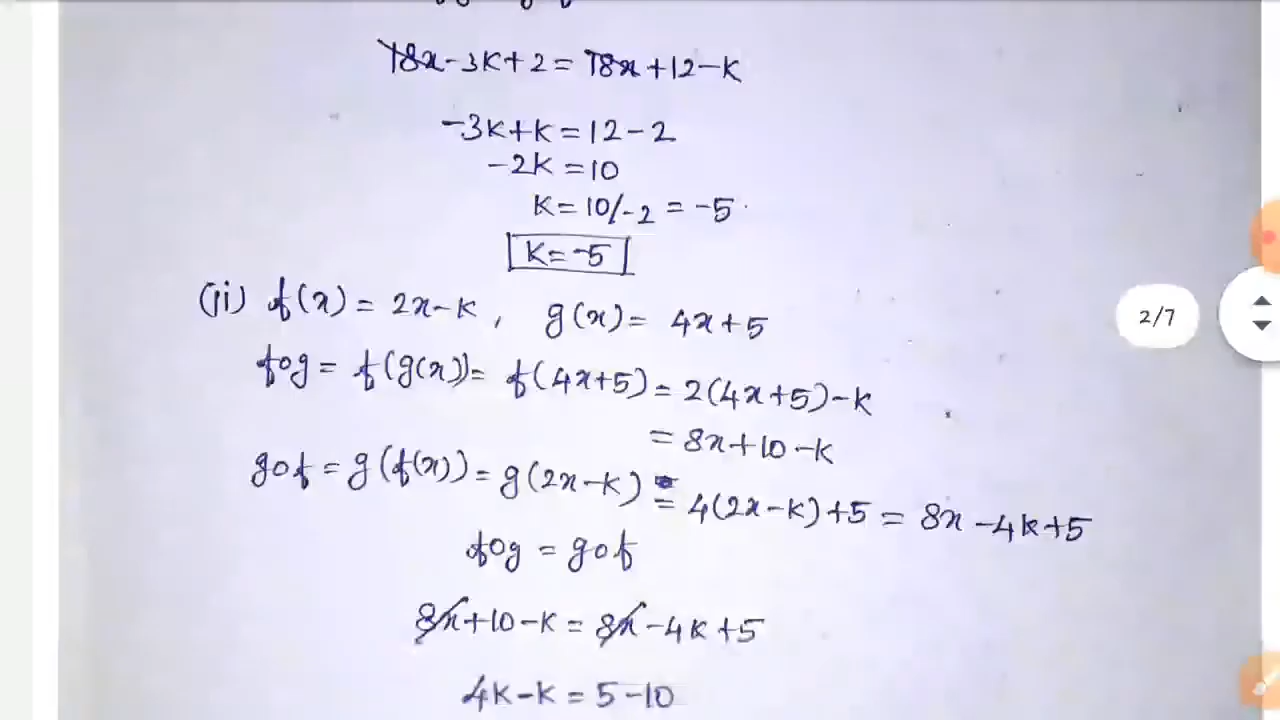 18x-3k+2=18x+12-k
-3k+k=12-2
-2k=10
k=10/-2=-5
k=-5
(ii) f(x)=2x-k, g(x)=4x+5
fog=f(g(x))=f(4x+5)=2(4x+5)-k
=8x+10-k
gof=g(f(x))=g(2x-k)=4(2x-k)+5=8x-4k+5
fog=gof
8x+10-k=8x-4k+5
4k-k=5-10
2/7